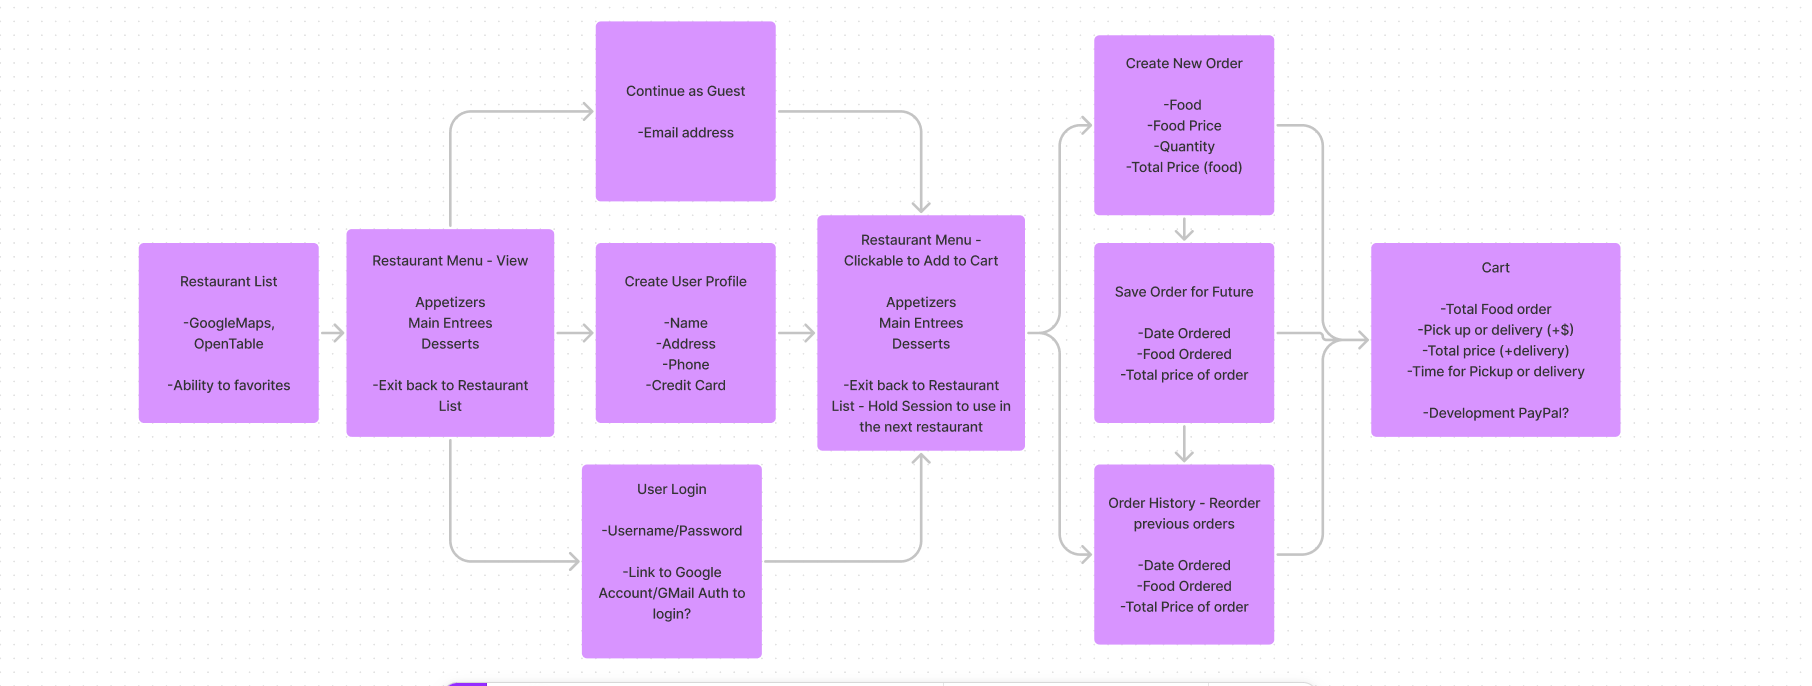 Restaurant List
-GoogleMaps,
OpenTable
-Ability to favorites
Restaurant Menu - View
Appetizers
Main Entrees
Desserts
-Exit back to Restaurant
List
Continue as Guest
-Email address
Create User Profile
-Name
-Address
-Phone
-Credit Card
User Login
-Username/Password
-Link to Google
Account/GMail Auth to
login?
Restaurant Menu -
Clickable to Add to Cart
Appetizers
Main Entrees
Desserts
-Exit back to Restaurant
List - Hold Session to use in
the next restaurant
Create New Order
-Food
-Food Price
-Quantity
-Total Price (food)
Save Order for Future
-Date Ordered
-Food Ordered
-Total price of order
Order History - Reorder
previous orders
-Date Ordered
-Food Ordered
-Total Price of order
Cart
-Total Food order
-Pick up or delivery (+$)
-Total price (+delivery)
-Time for Pickup or delivery
-Development PayPal?